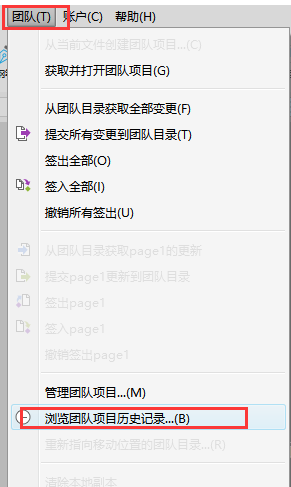 团队(T) 账户(C) 帮助(H)
从当前文件创建团队项目...(C)
获取并打开团队项目(G)
从团队目录获取全部变更(F)
提交所有变更到团队目录(T)
签出全部(O)
签入全部(I)
撤销所有签出(U)
从团队目录获取page1的更新
提交page1更新到团队目录
签出page1
签入page1
撤销签出page1
管理团队项目...(M)
浏览团队项目历史记录...(B)
重新指向移动位置的团队目录...(R)
清除本地副本